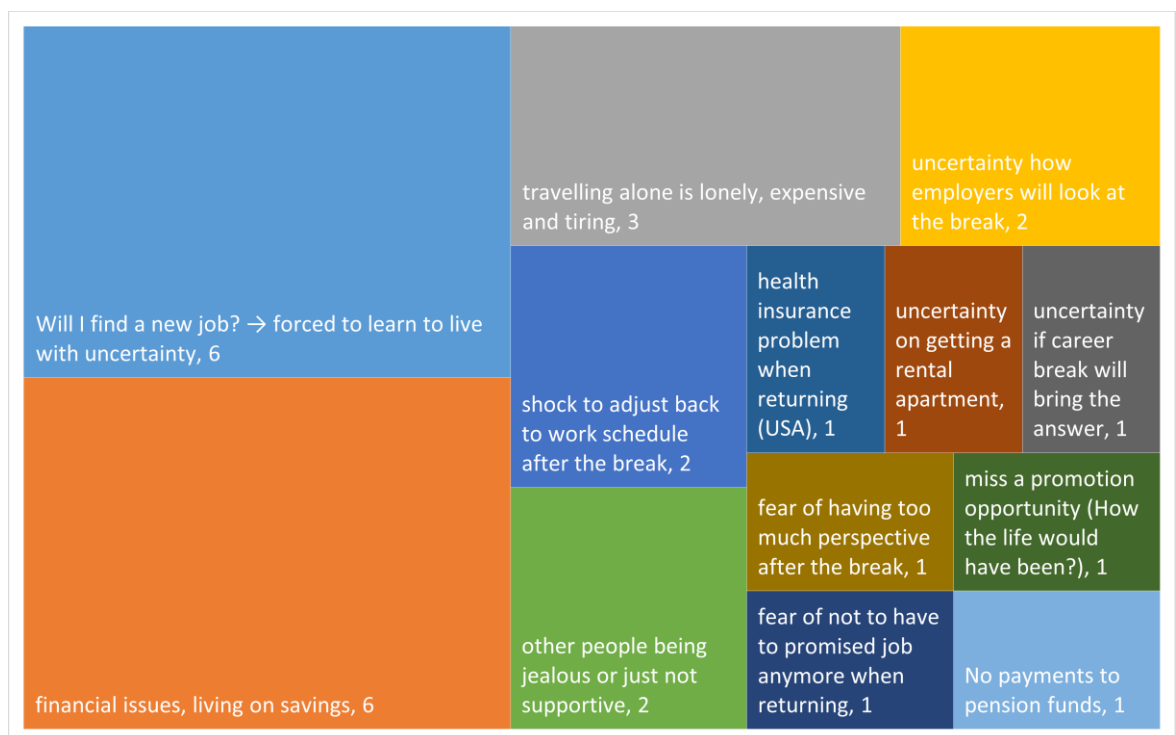 Will I find a new job? → forced to learn to live
with uncertainty, 6
financial issues, living on savings, 6
travelling alone is lonely, expensive
and tiring, 3
uncertainty how
employers will look at
the break, 2
shock to adjust back
to work schedule
after the break, 2
other people being
jealous or just not
supportive, 2
health
insurance
problem
when
returning
(USA), 1
uncertainty
on getting a
rental
apartment,
1
uncertainty
if career
break will
bring the
answer, 1
fear of having too
much perspective
after the break, 1
miss a promotion
opportunity (How
the life would
have been?), 1
fear of not to have
to promised job
anymore when
returning, 1
No payments to
pension funds, 1